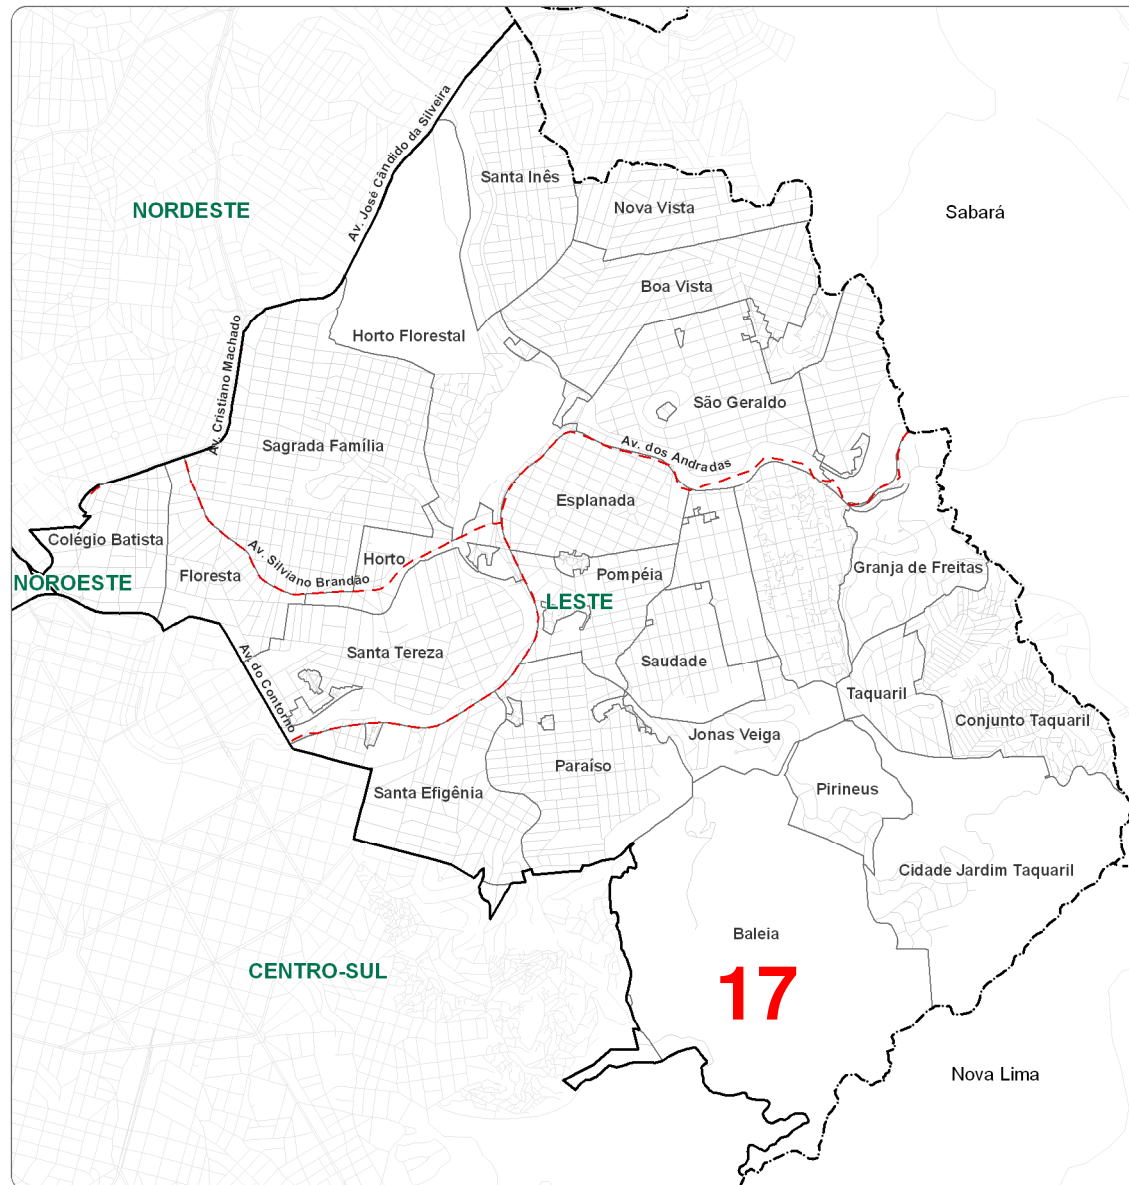 Av. José Cândido da Silveira
Santa Inês
NORDESTE
Nova Vista
Sabará
Boa Vista
Horto Florestal
Av. Cristiano Machado
São Geraldo
Sagrada Família
Av. dos Andradas
Esplanada
Colégio Batista
Av. Silviano Brandão
Horto
Floresta
Pompéia
Granja de Freitas
NOROESTE
LESTE
Santa Tereza
Saudade
Av. do Contorno
Taquaril
Conjunto Taquaril
Jonas Veiga
Paraíso
Santa Efigênia
Pirineus
Cidade Jardim Taquaril
Baleia
CENTRO-SUL
17
Nova Lima